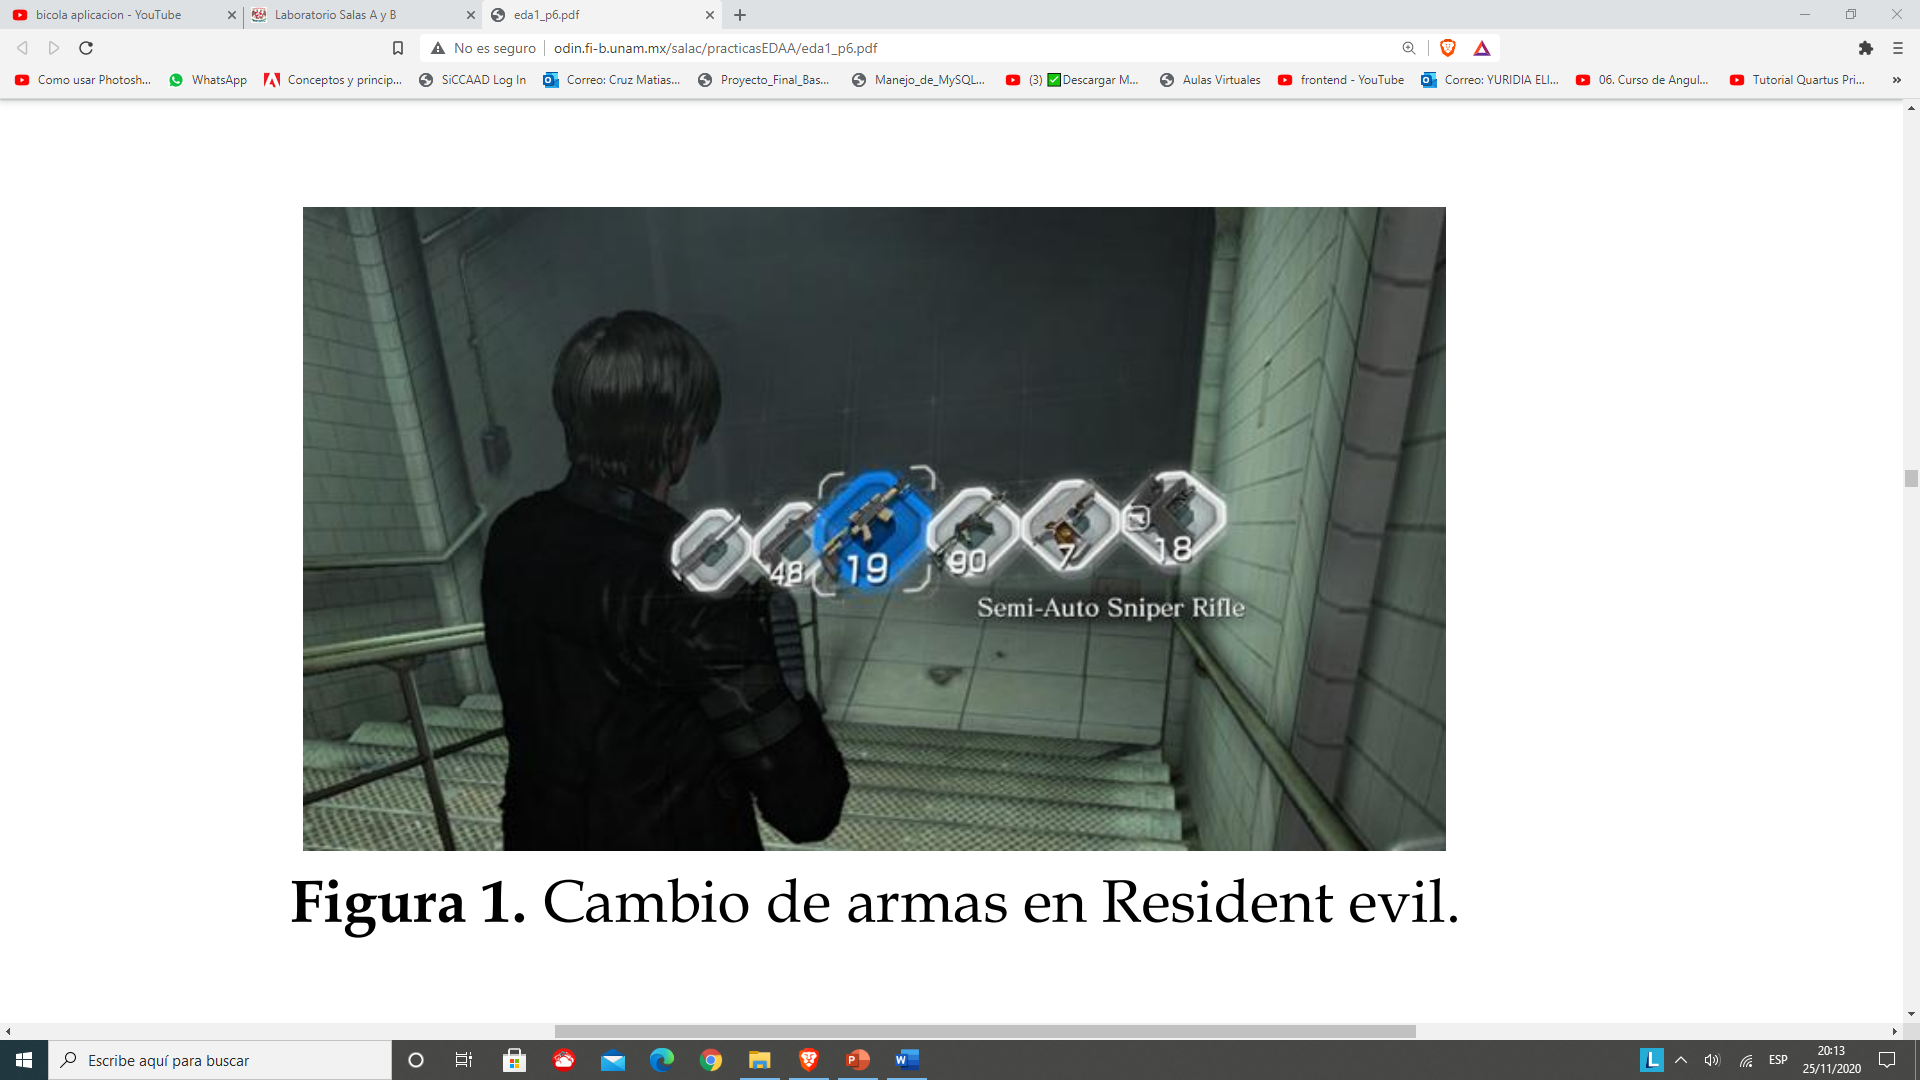 bicola aplicacion - YouTube
Laboratorio Salas A y B
eda1_p6.pdf
No es seguro
odin.fi-b.unam.mx/salac/practicasEDAA/eda1_p6.pdf
Como usar Photosh...
WhatsApp
Conceptos y princip...
SiCCAAD Log In
Correo: Cruz Matias...
Proyecto_Final_Bas...
Manejo_de_MySQL...
(3) ✅Descargar M...
Aulas Virtuales
frontend - YouTube
Correo: YURIDIA ELI...
06. Curso de Angul...
Tutorial Quartus Pri...
48
19
90
7
18
Semi-Auto Sniper Rifle
Figura 1. Cambio de armas en Resident evil.
Escribe aquí para buscar
L
ESP
20:13
25/11/2020